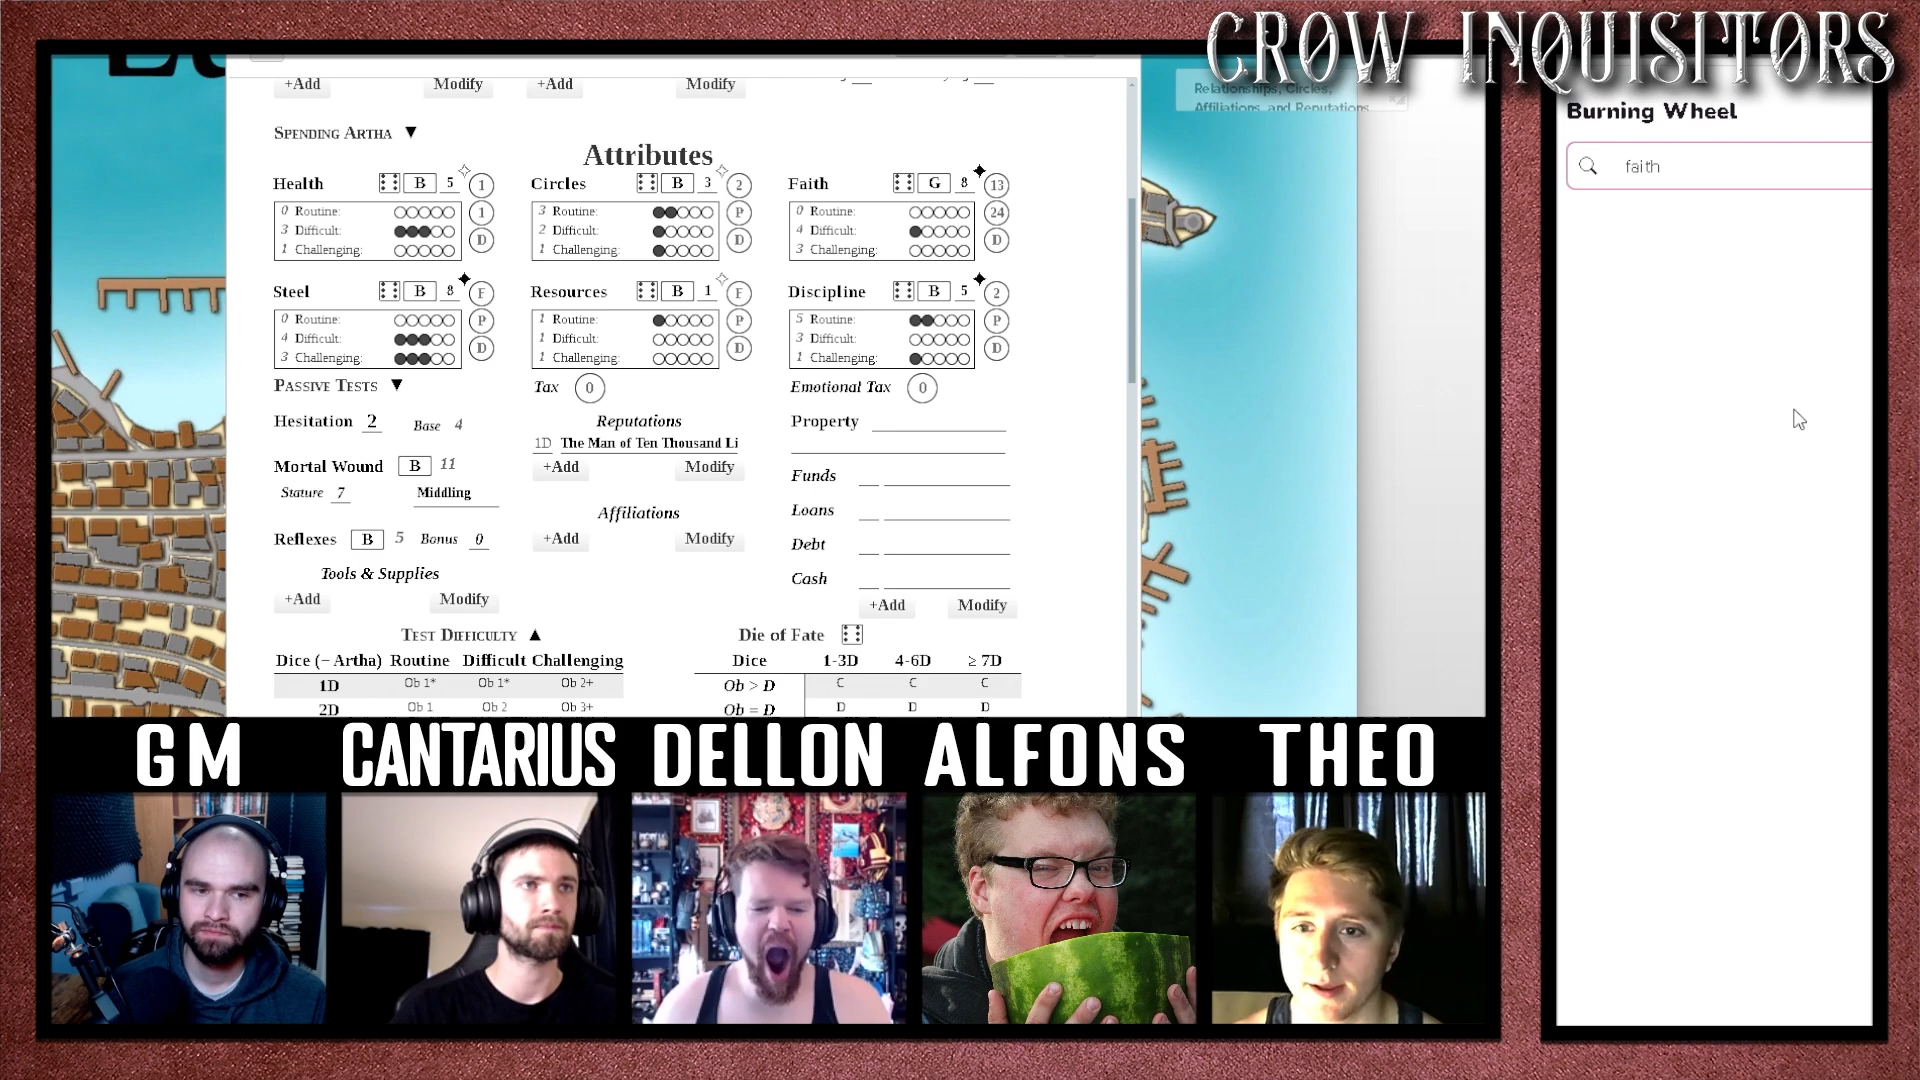 CROW INQUISITORS
+Add Modify +Add Modify
Relationships, Circles,
Affiliations, and Reputations
Burning Wheel
faith
SPENDING ARTHA ▼
Attributes
Health B 5 1
0 Routine: 1
3 Difficult: D
1 Challenging:
Circles B 3 2
3 Routine: P
2 Difficult: D
1 Challenging:
Faith G 8 13
0 Routine: 24
4 Difficult: D
3 Challenging:
Steel B 8 F
0 Routine: P
4 Difficult: D
3 Challenging:
Resources B 1 F
1 Routine: P
1 Difficult: D
1 Challenging:
Discipline B 5 2
5 Routine: P
3 Difficult: D
1 Challenging:
PASSIVE TESTS ▼
Tax 0
Emotional Tax 0
Hesitation 2 Base 4
Mortal Wound B 11
Stature 7 Middling
Reflexes B 5 Bonus 0
Tools & Supplies
+Add Modify
Reputations
1D The Man of Ten Thousand Li
+Add Modify
Affiliations
+Add Modify
Property
Funds
Loans
Debt
Cash
+Add Modify
TEST DIFFICULTY ▲
Dice (− Artha) Routine Difficult Challenging
1D Ob 1* Ob 1* Ob 2+
2D Ob 1 Ob 2 Ob 3+
Die of Fate
Dice 1-3D 4-6D ≥ 7D
Ob > D C C C
Ob = D D D D
GM CANTARIUS DELLON ALFONS THEO